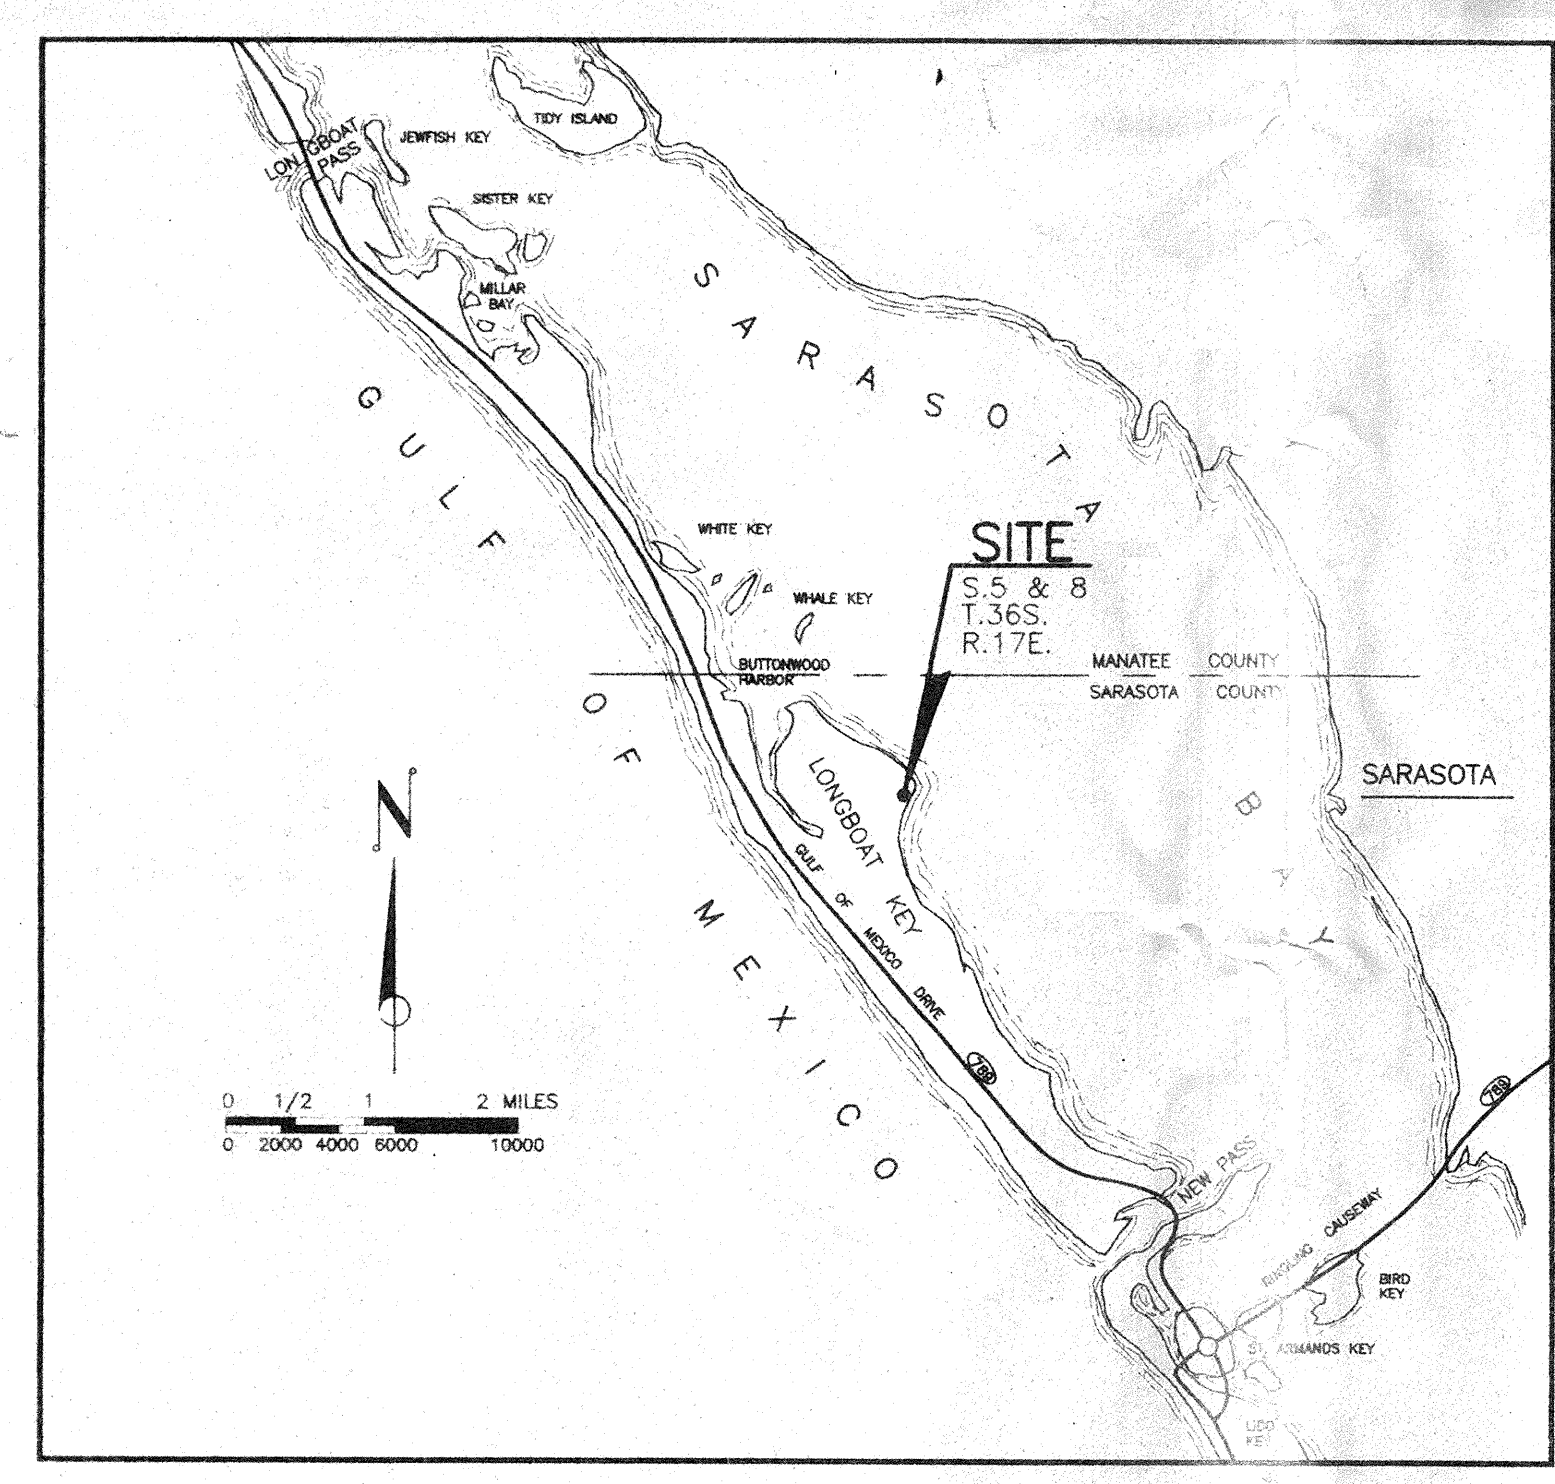 TIDY ISLAND
JEWFISH KEY
LONGBOAT
PASS
SISTER KEY
MILLAR
BAY
SARASOTA
BAY
GULF OF MEXICO
WHITE KEY
WHALE KEY
SITE
S.5 & 8
T.36S.
R.17E.
BUTTONWOOD
HARBOR
MANATEE COUNTY
SARASOTA COUNTY
SARASOTA
LONGBOAT KEY
GULF OF MEXICO DRIVE
789
789
N
0 1/2 1 2 MILES
0 2000 4000 6000 10000
NEW PASS
RINGLING CAUSEWAY
BIRD
KEY
ST. ARMANDS KEY
LIDO
KEY